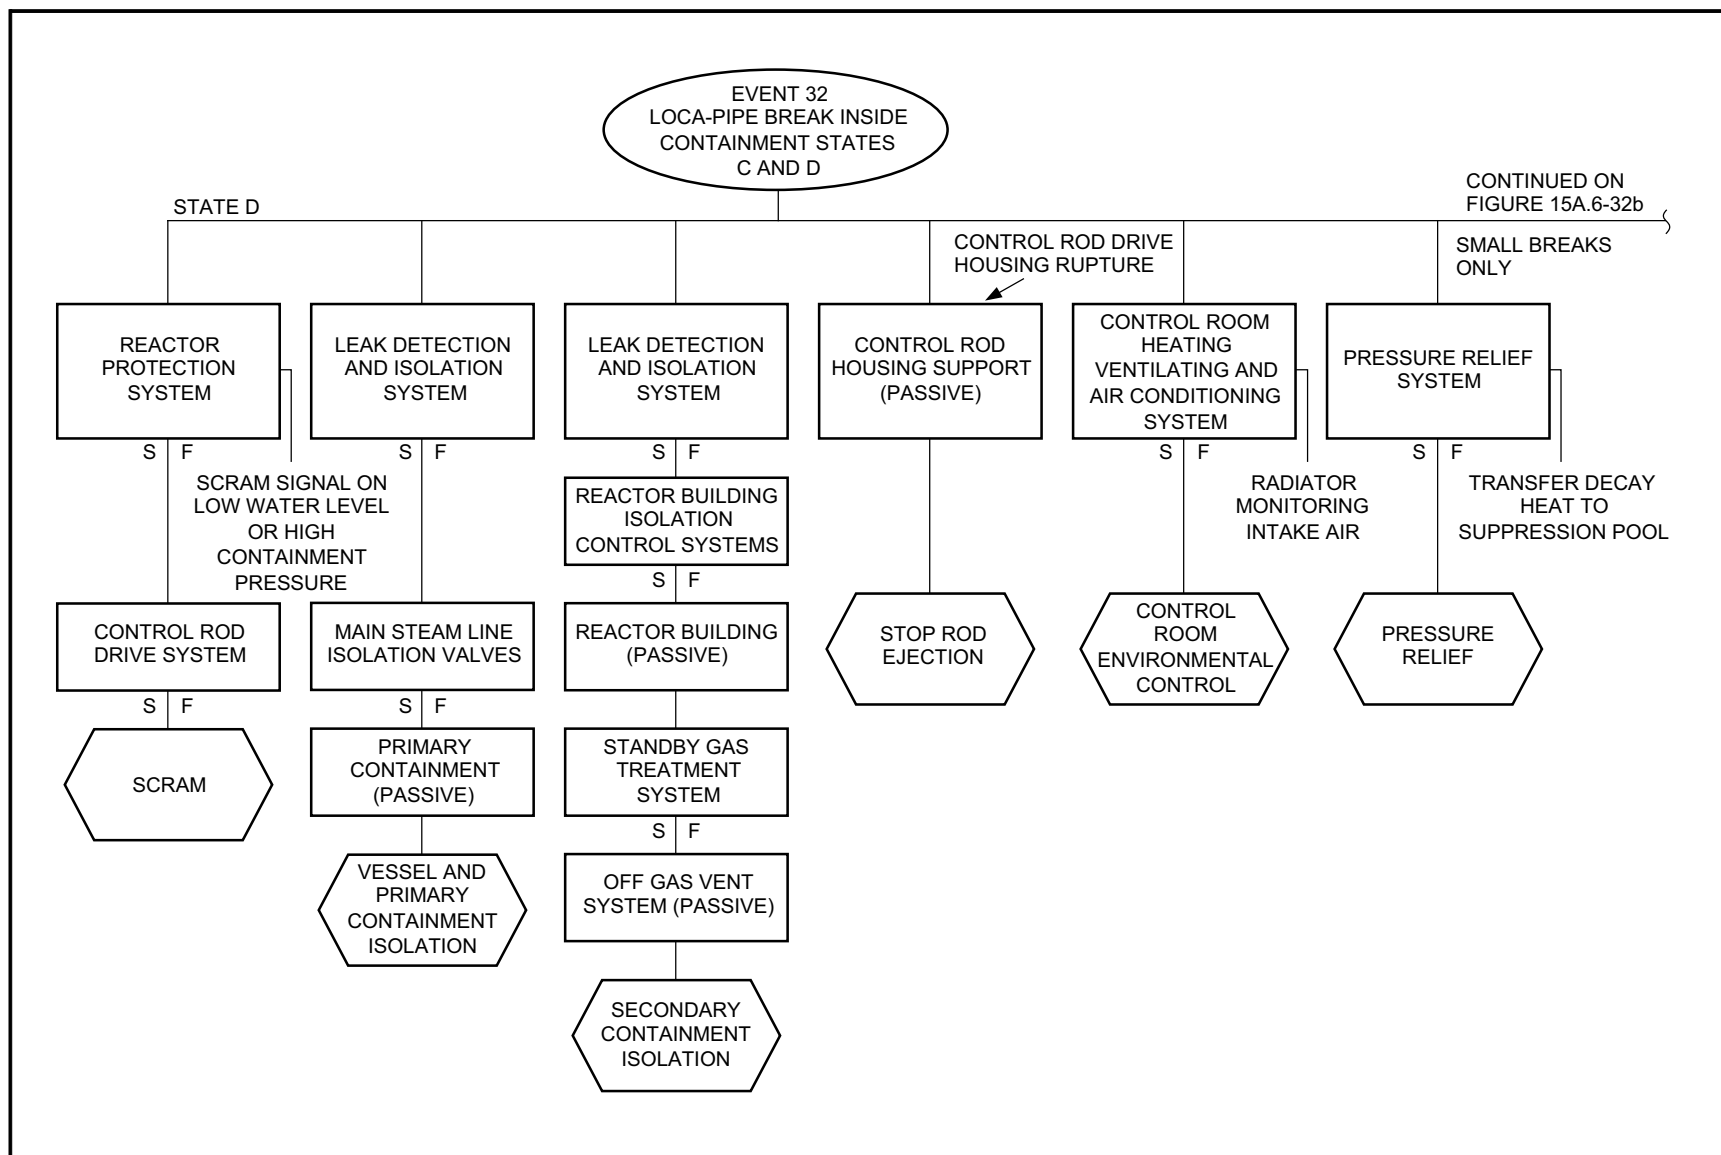 EVENT 32
LOCA-PIPE BREAK INSIDE
CONTAINMENT STATES
C AND D
STATE D
CONTINUED ON
FIGURE 15A.6-32b
CONTROL ROD DRIVE
HOUSING RUPTURE
SMALL BREAKS
ONLY
REACTOR
PROTECTION
SYSTEM
S F
SCRAM SIGNAL ON
LOW WATER LEVEL
OR HIGH
CONTAINMENT
PRESSURE
CONTROL ROD
DRIVE SYSTEM
S F
SCRAM
LEAK DETECTION
AND ISOLATION
SYSTEM
S F
MAIN STEAM LINE
ISOLATION VALVES
S F
PRIMARY
CONTAINMENT
(PASSIVE)
VESSEL AND
PRIMARY
CONTAINMENT
ISOLATION
LEAK DETECTION
AND ISOLATION
SYSTEM
S F
REACTOR BUILDING
ISOLATION
CONTROL SYSTEMS
S F
REACTOR BUILDING
(PASSIVE)
STANDBY GAS
TREATMENT
SYSTEM
S F
OFF GAS VENT
SYSTEM (PASSIVE)
SECONDARY
CONTAINMENT
ISOLATION
CONTROL ROD
HOUSING SUPPORT
(PASSIVE)
STOP ROD
EJECTION
CONTROL ROOM
HEATING
VENTILATING AND
AIR CONDITIONING
SYSTEM
S F
RADIATOR
MONITORING
INTAKE AIR
CONTROL
ROOM
ENVIRONMENTAL
CONTROL
PRESSURE RELIEF
SYSTEM
S F
TRANSFER DECAY
HEAT TO
SUPPRESSION POOL
PRESSURE
RELIEF